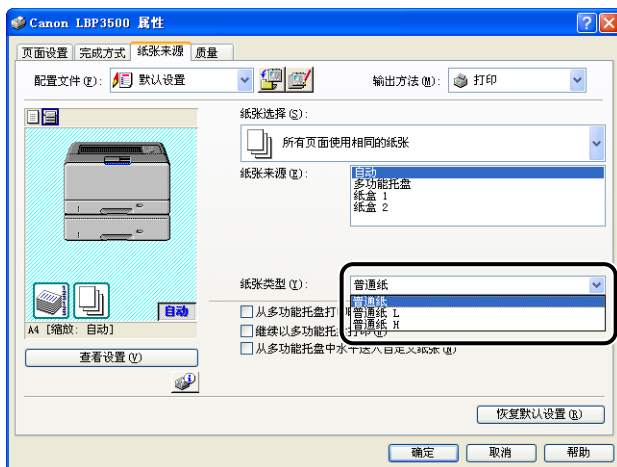 Canon LBP3500 属性
页面设置 完成方式 纸张来源 质量
配置文件(F): 默认设置 输出方法(M): 打印
纸张选择(S):
所有页面使用相同的纸张
纸张来源(E):
自动
多功能托盘
纸盒 1
纸盒 2
纸张类型(Y): 普通纸
普通纸
普通纸 L
普通纸 H
自动
A4 [缩放: 自动]
查看设置(V)
从多功能托盘打
继续以多功能托
从多功能托盘中水平送入自定义纸张
恢复默认设置(R)
确定 取消 帮助